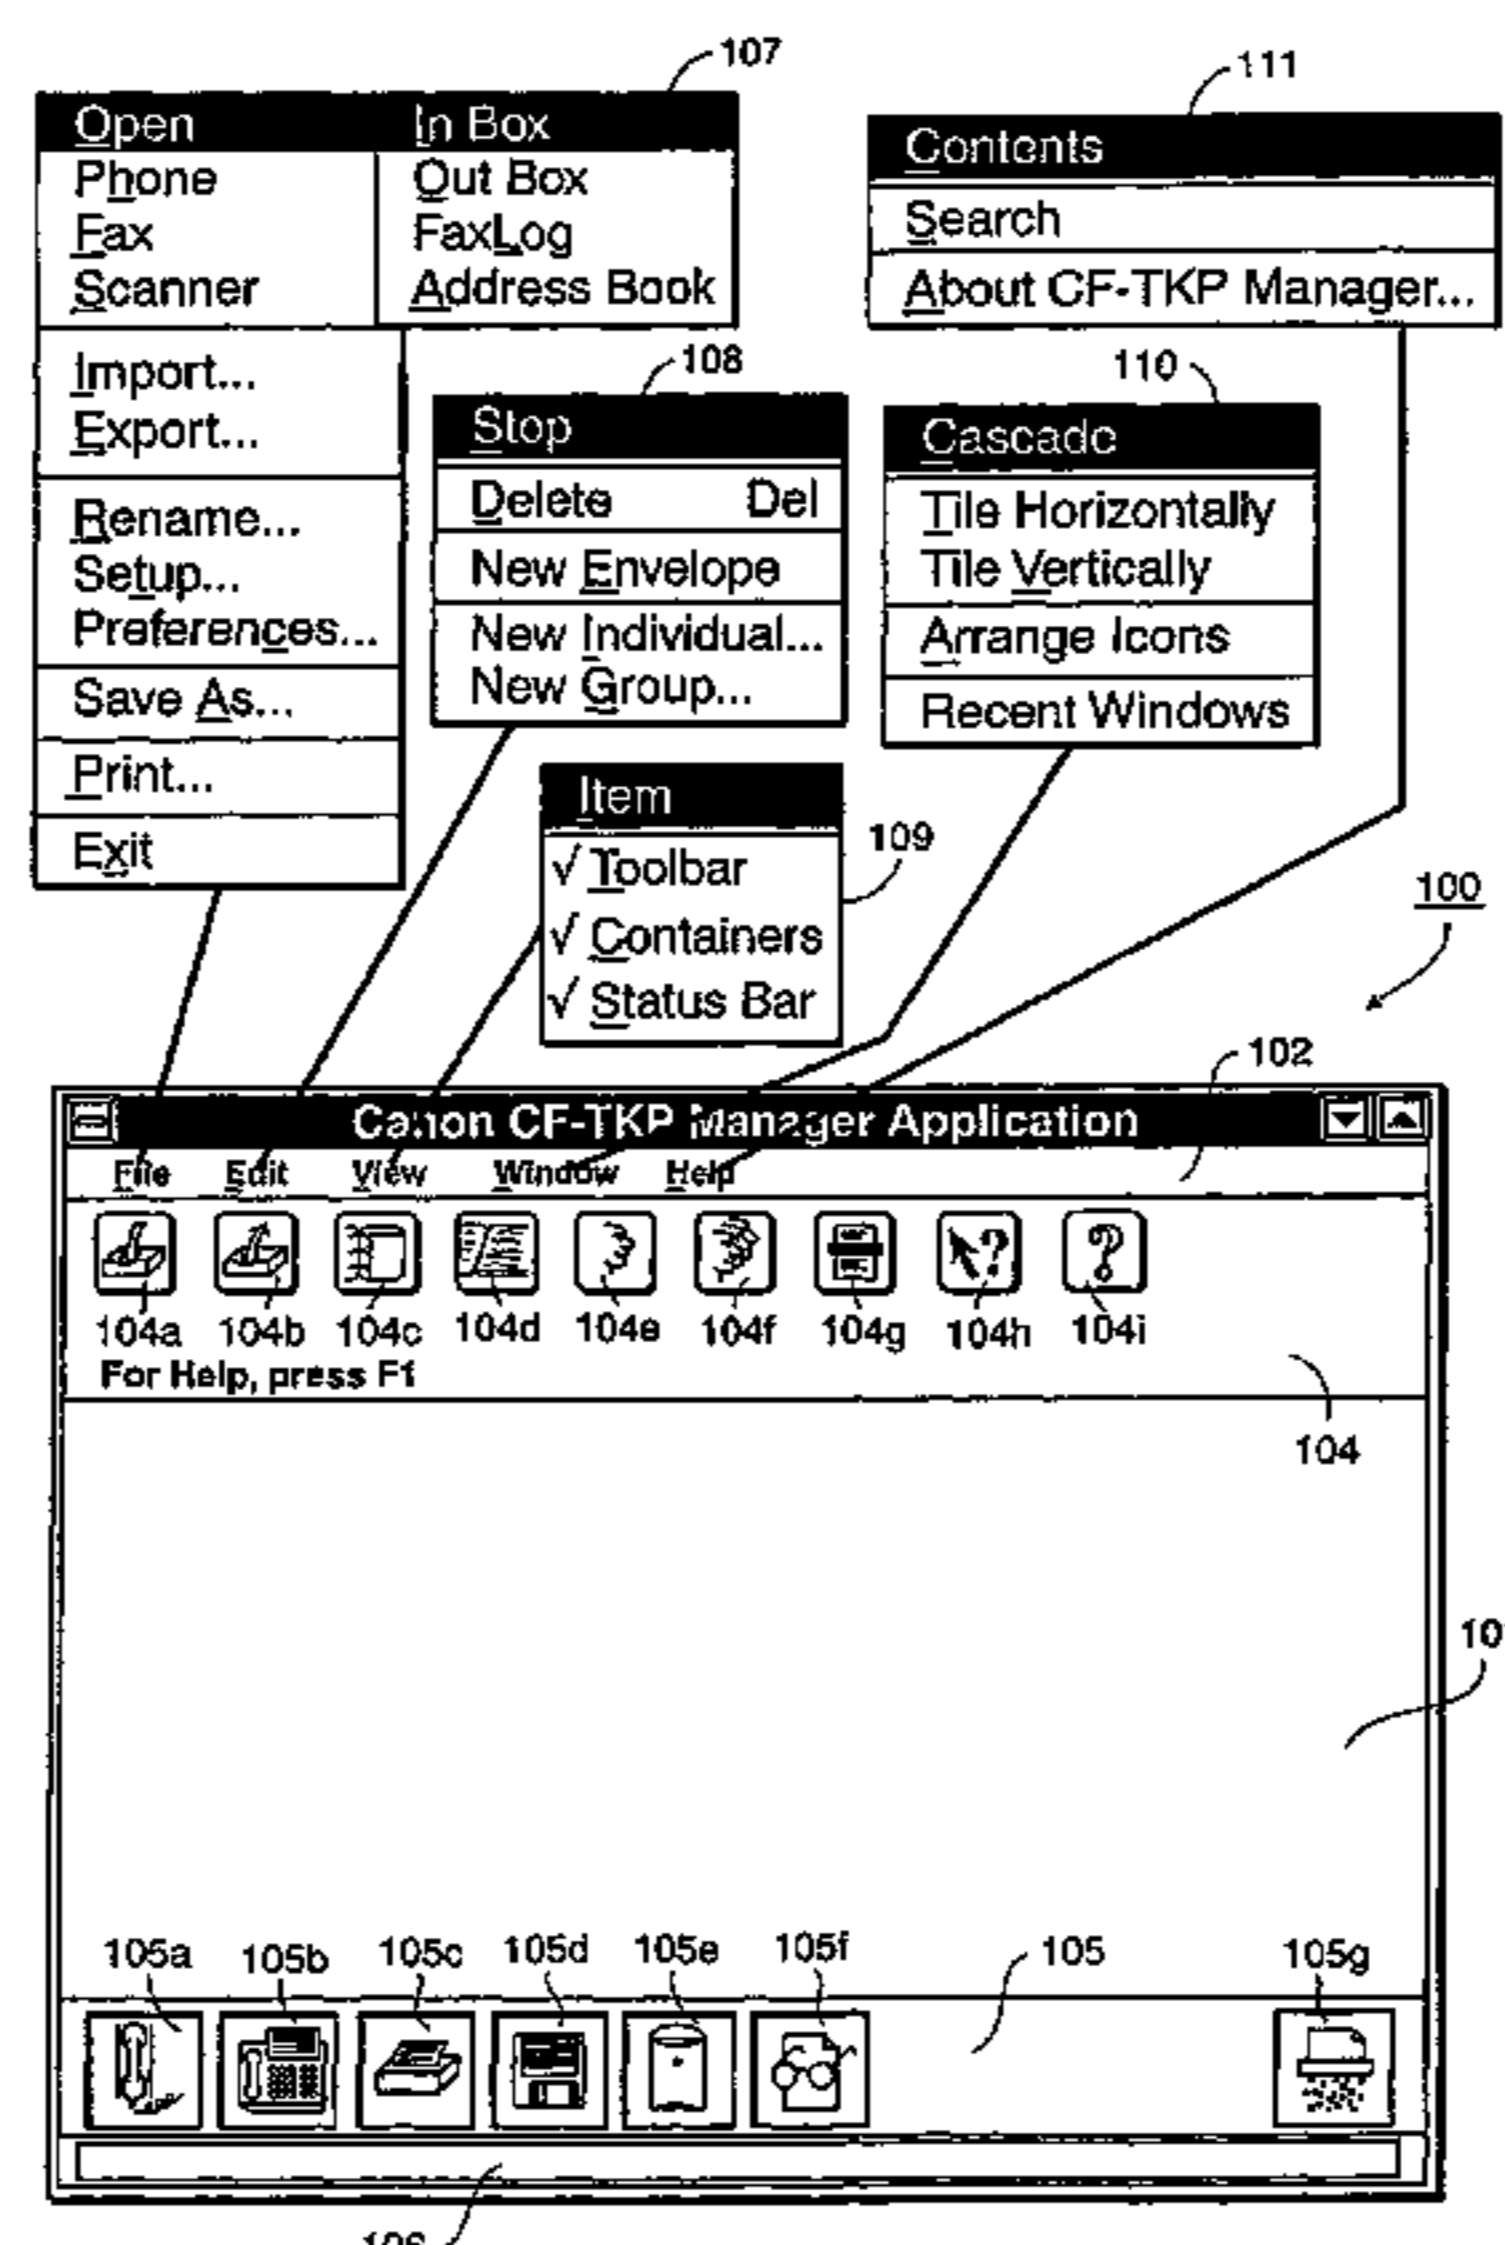 107
111
Open
In Box
Phone
Out Box
Fax
FaxLog
Scanner
Address Book
Import...
Export...
Rename...
Setup...
Preferences...
Save As...
Print...
Exit
Contents
Search
About CF-TKP Manager...
108
Stop
Delete Del
New Envelope
New Individual...
New Group...
110
Cascade
Tile Horizontally
Tile Vertically
Arrange Icons
Recent Windows
Item
√ Toolbar
√ Containers
√ Status Bar
109
100
102
Canon CF-TKP Manager Application
File Edit View Window Help
104a 104b 104c 104d 104e 104f 104g 104h 104i
For Help, press F1
104
10
105a 105b 105c 105d 105e 105f 105 105g